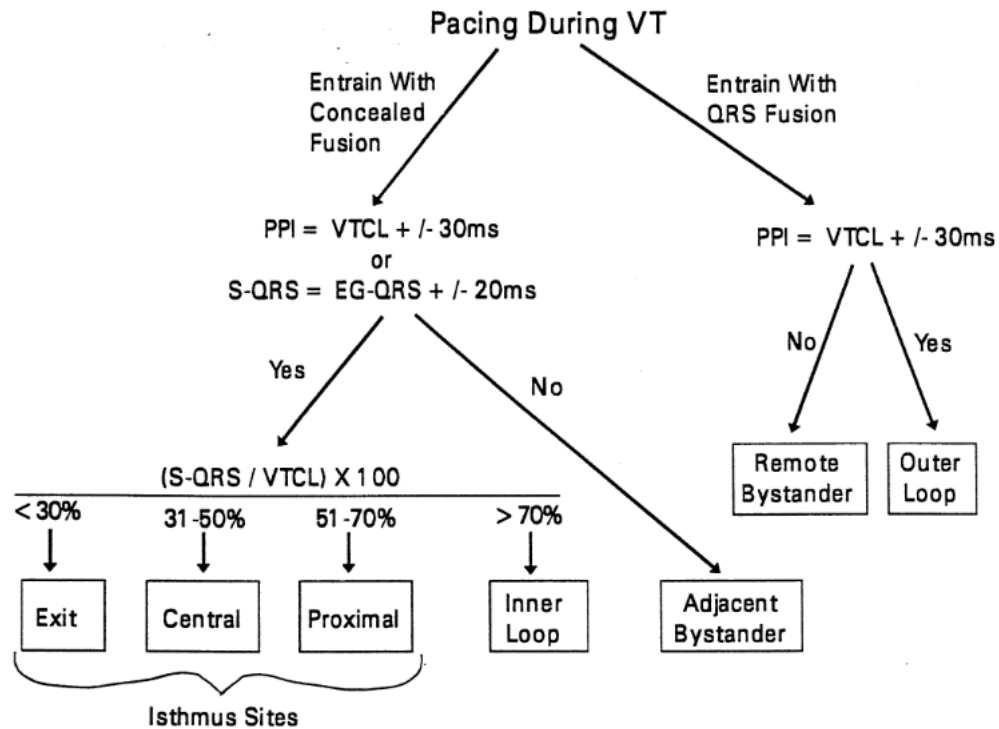 Pacing During VT
Entrain With
Concealed
Fusion
Entrain With
QRS Fusion
PPI = VTCL + /- 30ms
or
S-QRS = EG-QRS + /- 20ms
PPI = VTCL + /- 30ms
Yes
No
No
Yes
Remote
Bystander
Outer
Loop
(S-QRS / VTCL) X 100
< 30%
31-50%
51-70%
> 70%
Exit
Central
Proximal
Inner
Loop
Adjacent
Bystander
Isthmus Sites